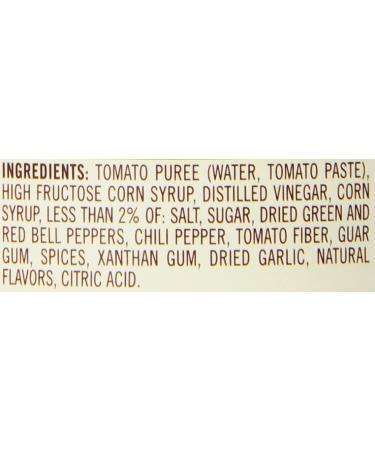 INGREDIENTS: TOMATO PUREE (WATER, TOMATO PASTE),
HIGH FRUCTOSE CORN SYRUP, DISTILLED VINEGAR, CORN
SYRUP, LESS THAN 2% OF: SALT, SUGAR, DRIED GREEN AND
RED BELL PEPPERS, CHILI PEPPER, TOMATO FIBER, GUAR
GUM, SPICES, XANTHAN GUM, DRIED GARLIC, NATURAL
FLAVORS, CITRIC ACID.